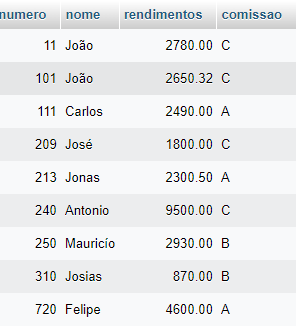 numero nome rendimentos comissao
11 João 2780.00 C
101 João 2650.32 C
111 Carlos 2490.00 A
209 José 1800.00 C
213 Jonas 2300.50 A
240 Antonio 9500.00 C
250 Mauricío 2930.00 B
310 Josias 870.00 B
720 Felipe 4600.00 A